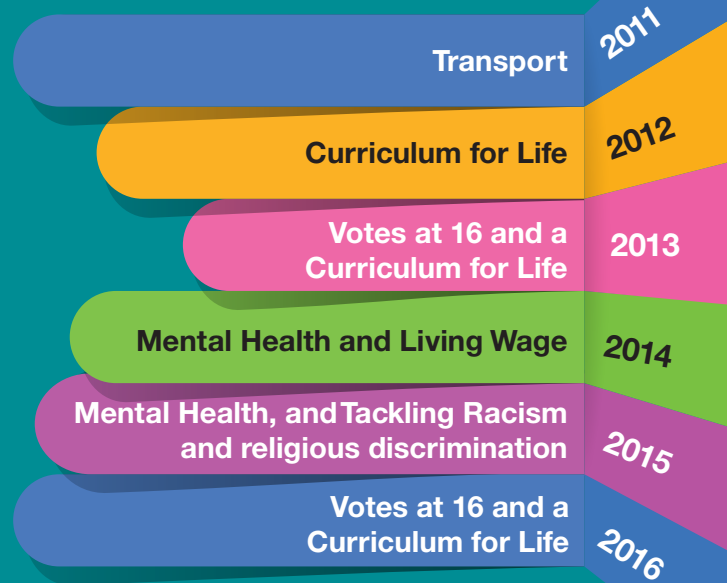 Transport
2011
Curriculum for Life
2012
Votes at 16 and a
Curriculum for Life
2013
Mental Health and Living Wage
2014
Mental Health, and Tackling Racism
and religious discrimination
2015
Votes at 16 and a
Curriculum for Life
2016